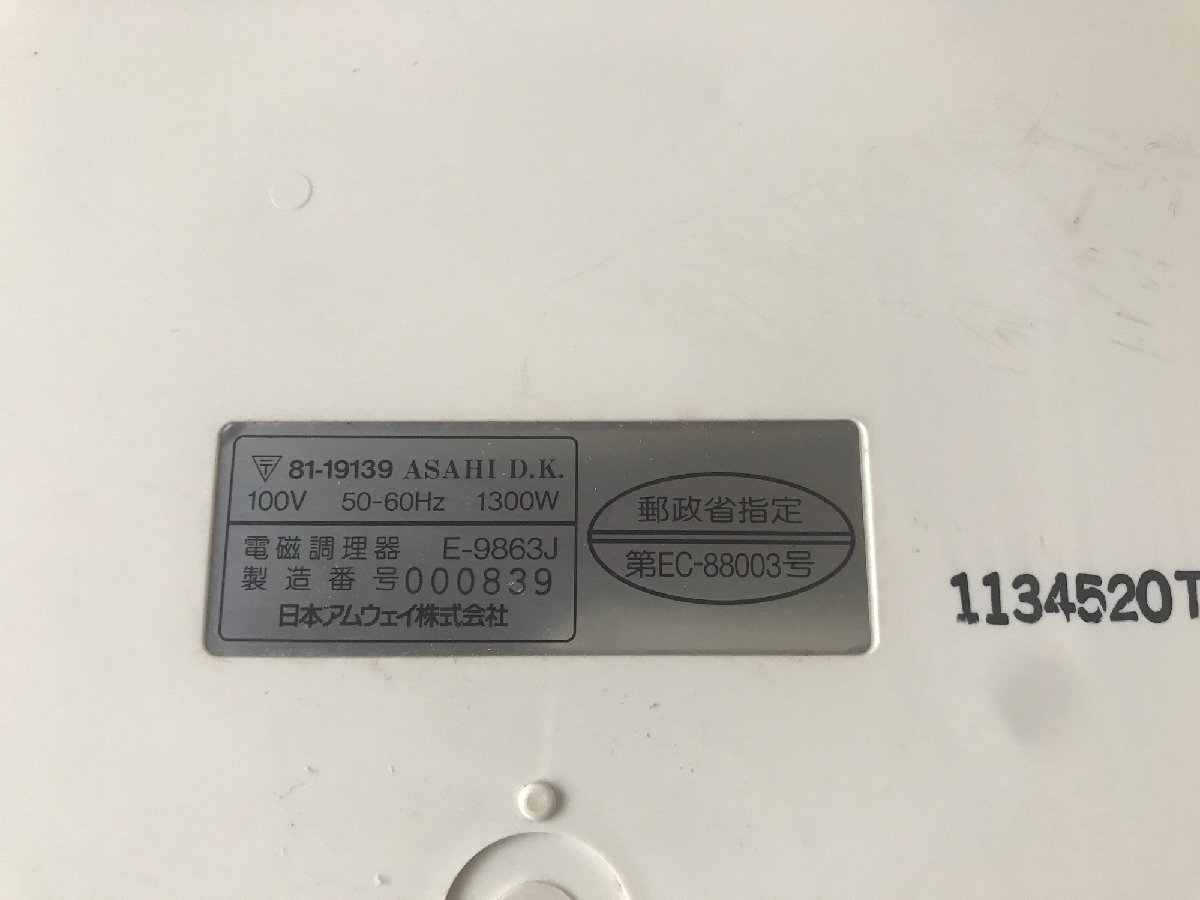 〒 81-19139 ASAHI D.K.
100V 50-60Hz 1300W
電磁調理器 E-9863J
製造番号000839
日本アムウェイ株式会社
郵政省指定
第EC-88003号
1134520T